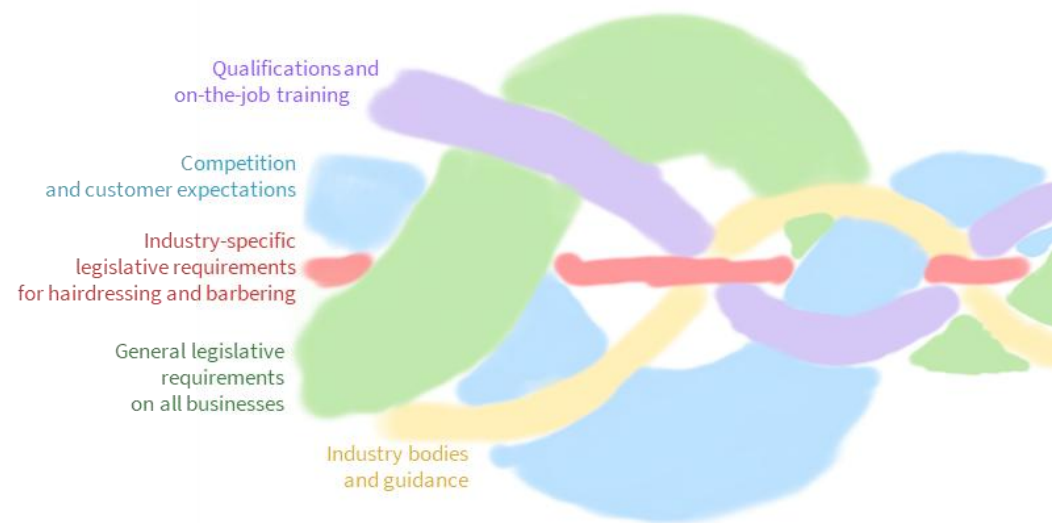 Qualifications and
on-the-job training
Competition
and customer expectations
Industry-specific
legislative requirements
for hairdressing and barbering
General legislative
requirements
on all businesses
Industry bodies
and guidance